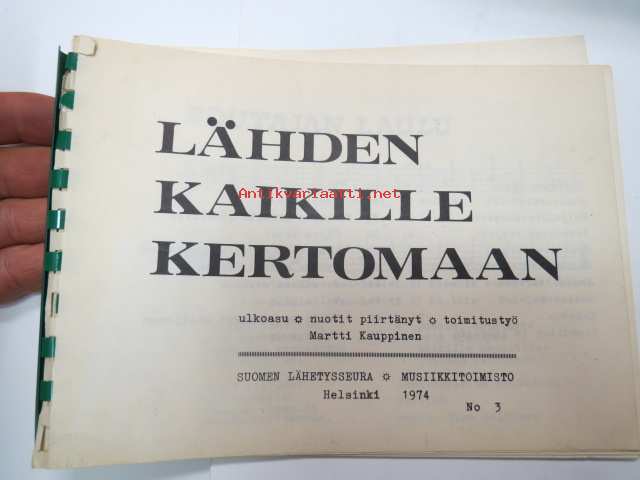 LÄHDEN
KAIKILLE
Antikvariaatti.net
KERTOMAAN
ulkoasu ☼ nuotit piirtänyt ☼ toimitustyö
Martti Kauppinen
SUOMEN LÄHETYSSEURA ☼ MUSIIKKITOIMISTO
Helsinki 1974
No 3